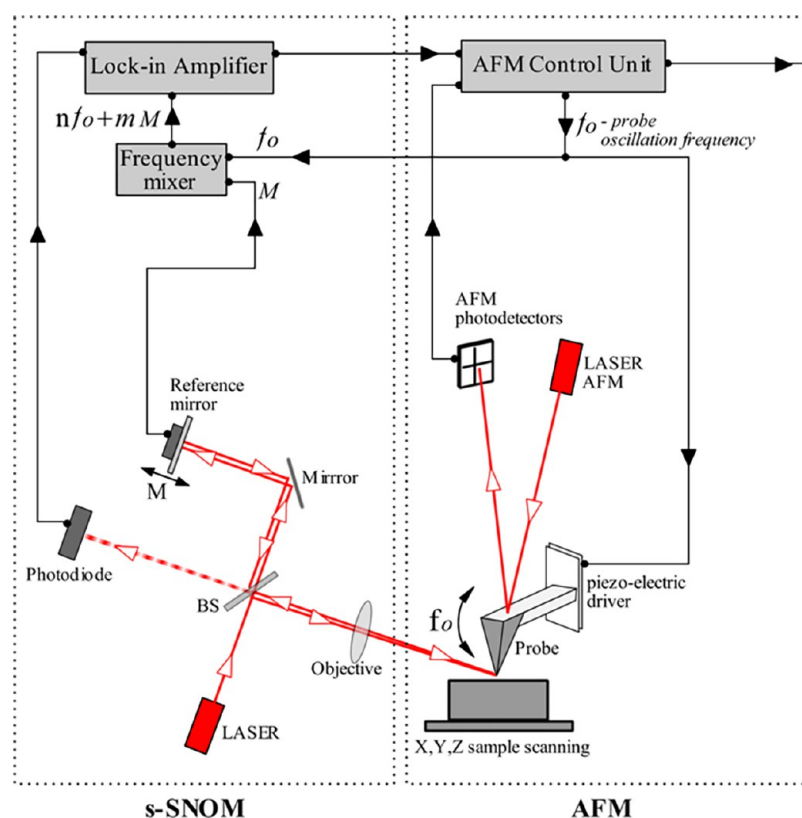 Lock-in Amplifier
AFM Control Unit
nfo+mM
fo
fo - probe
oscillation frequency
Frequency
mixer
M
AFM
photodetectors
LASER
AFM
Reference
mirror
M
Mirrror
Photodiode
BS
Objective
LASER
fo
Probe
piezo-electric
driver
X,Y,Z sample scanning
s-SNOM
AFM